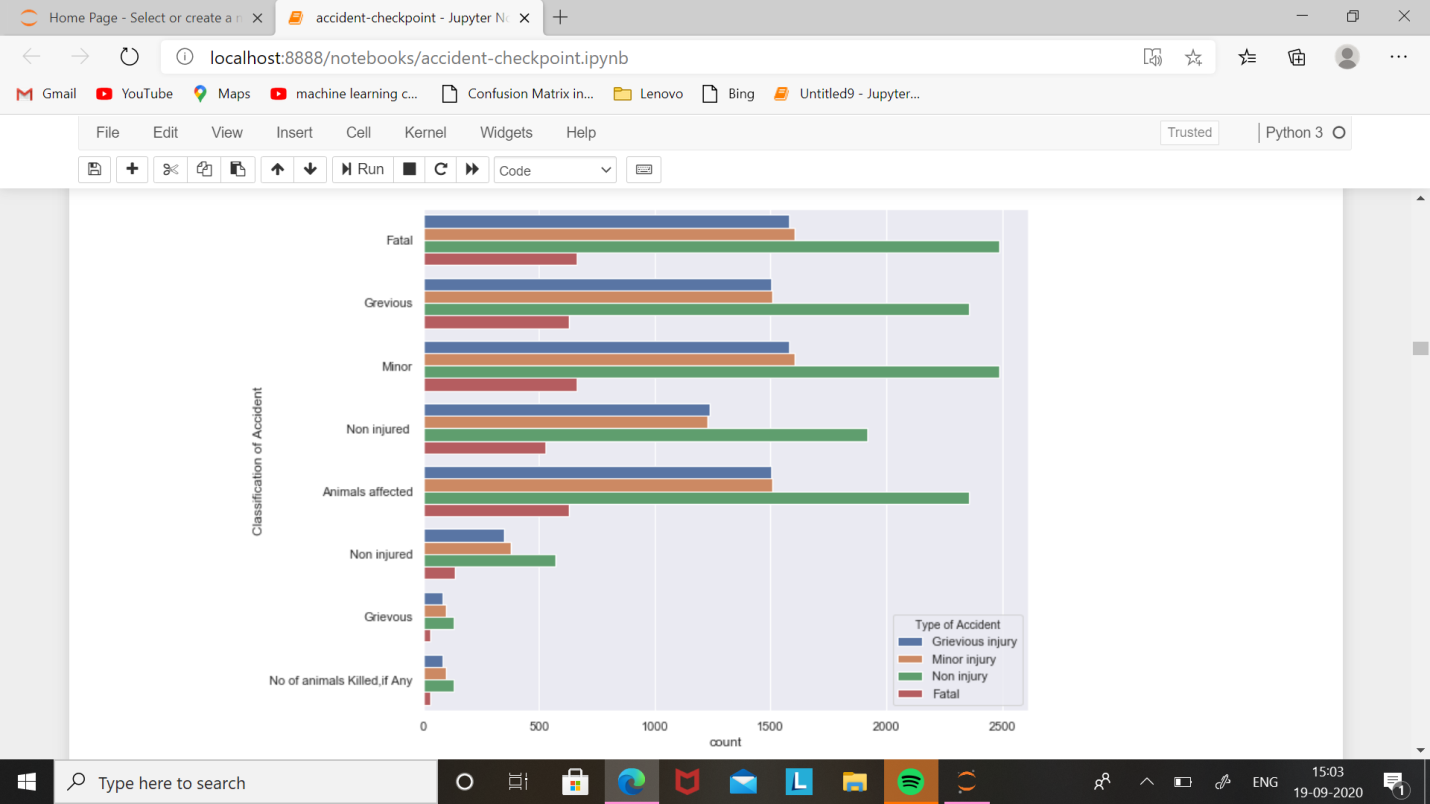 Home Page - Select or create a n
accident-checkpoint - Jupyter No
localhost:8888/notebooks/accident-checkpoint.ipynb
Gmail YouTube Maps machine learning c... Confusion Matrix in... Lenovo Bing Untitled9 - Jupyter...
File Edit View Insert Cell Kernel Widgets Help Trusted Python 3
Run Code
Classification of Accident
Fatal
Grevious
Minor
Non injured
Animals affected
Non injured
Grievous
No of animals Killed,if Any
Type of Accident
Grievious injury
Minor injury
Non injury
Fatal
0 500 1000 1500 2000 2500
count
Type here to search
L
ENG
15:03
19-09-2020
1